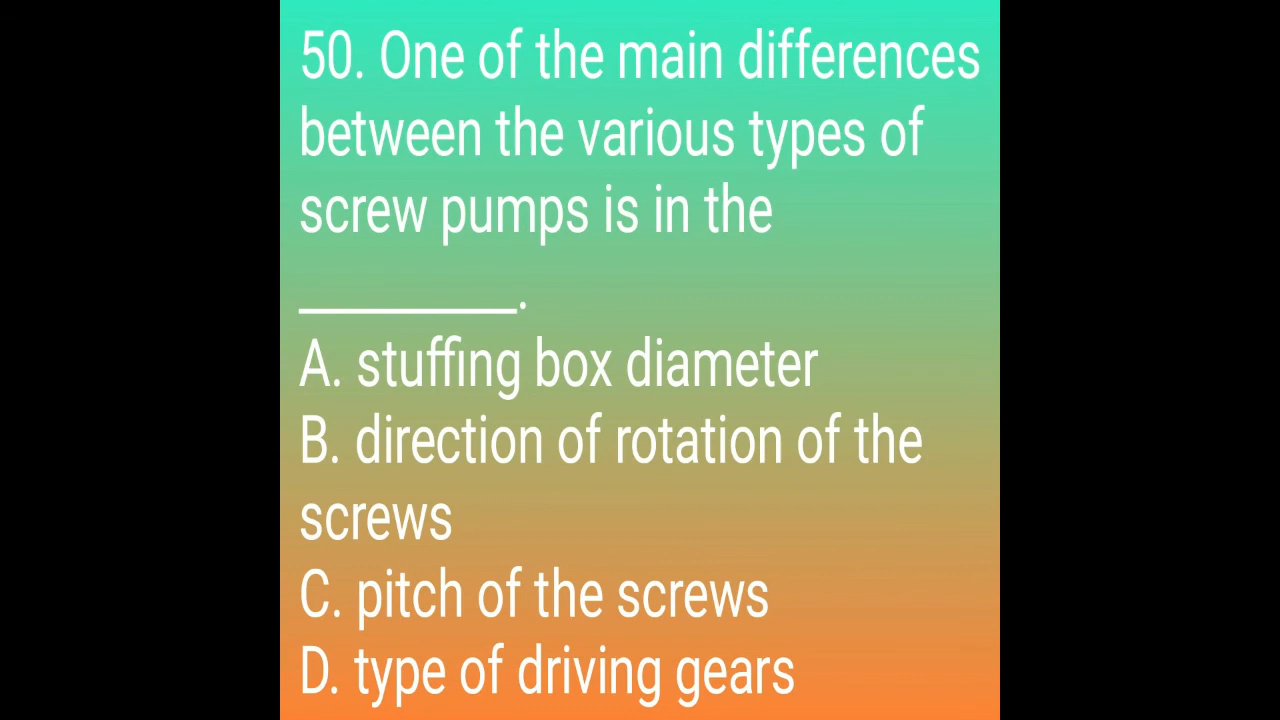 50. One of the main differences
between the various types of
screw pumps is in the
__________.
A. stuffing box diameter
B. direction of rotation of the
screws
C. pitch of the screws
D. type of driving gears